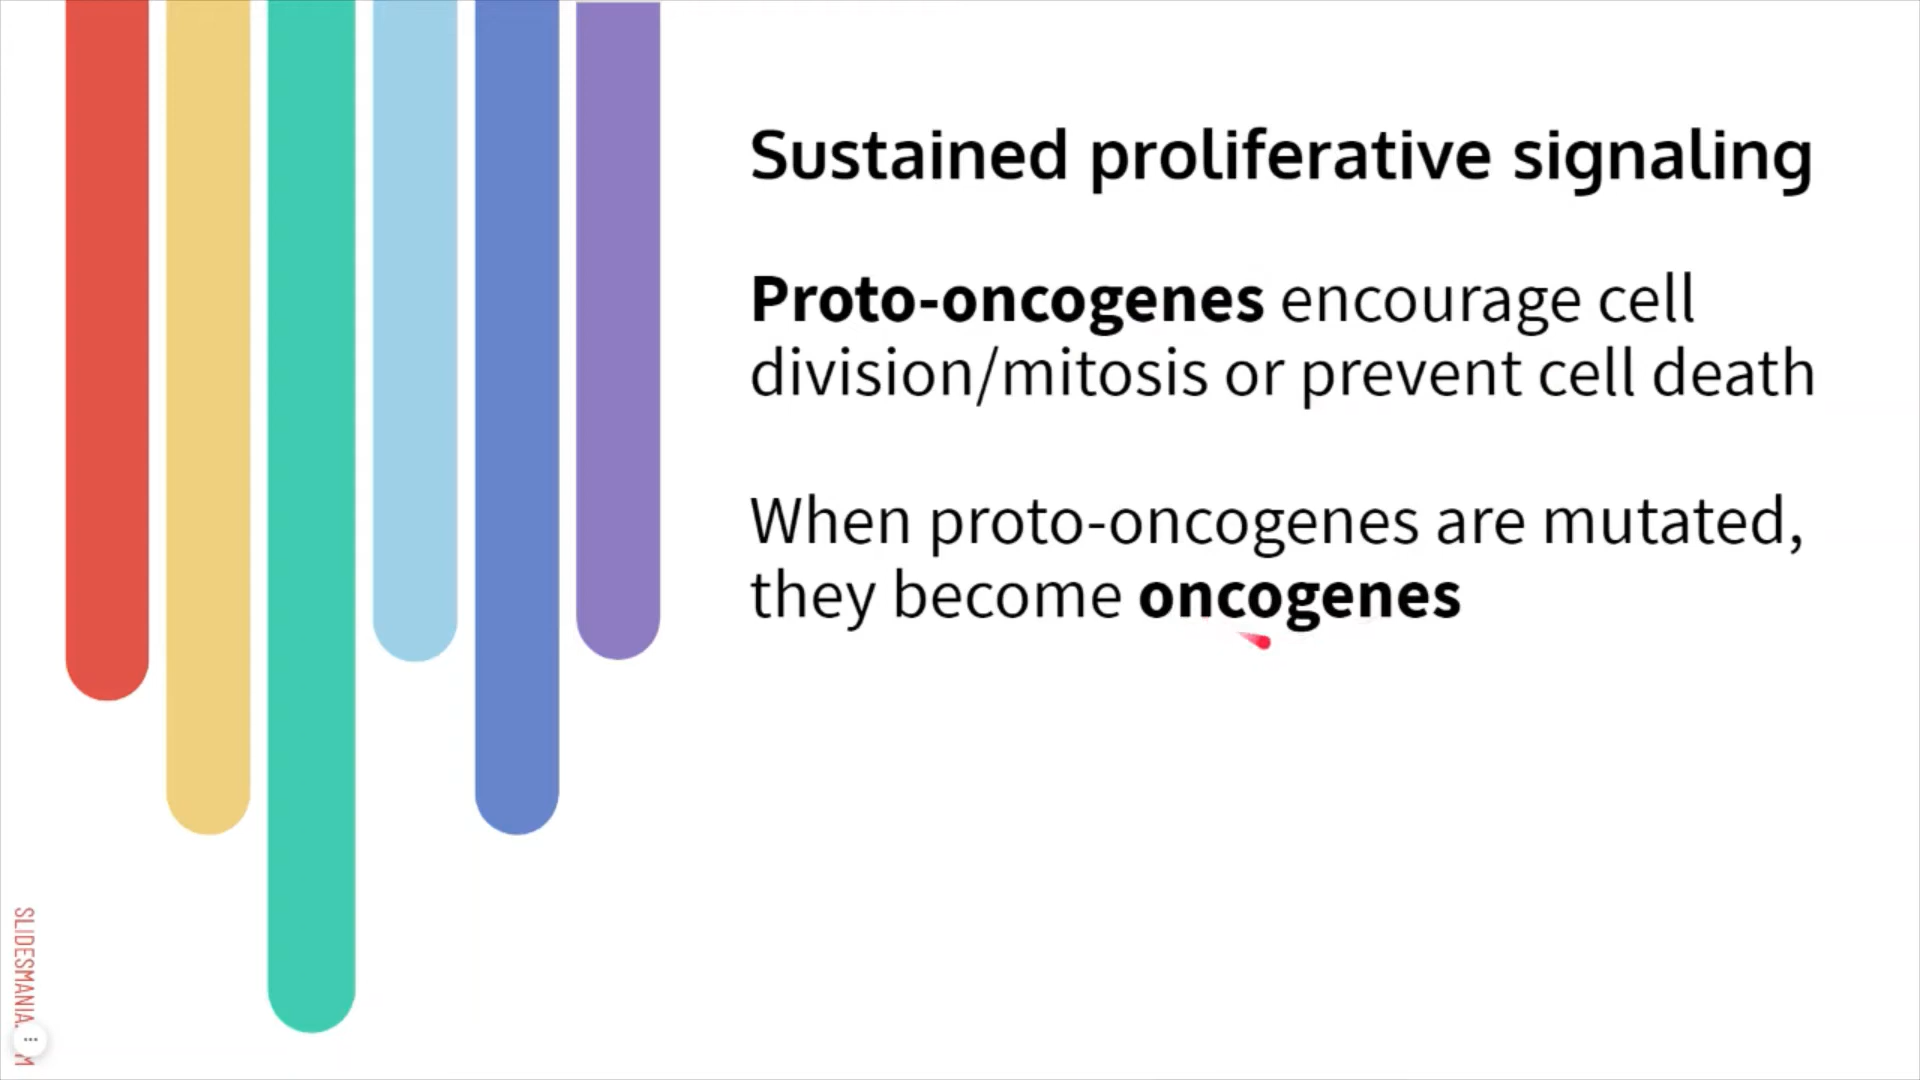 Sustained proliferative signaling
Proto-oncogenes encourage cell
division/mitosis or prevent cell death
When proto-oncogenes are mutated,
they become oncogenes